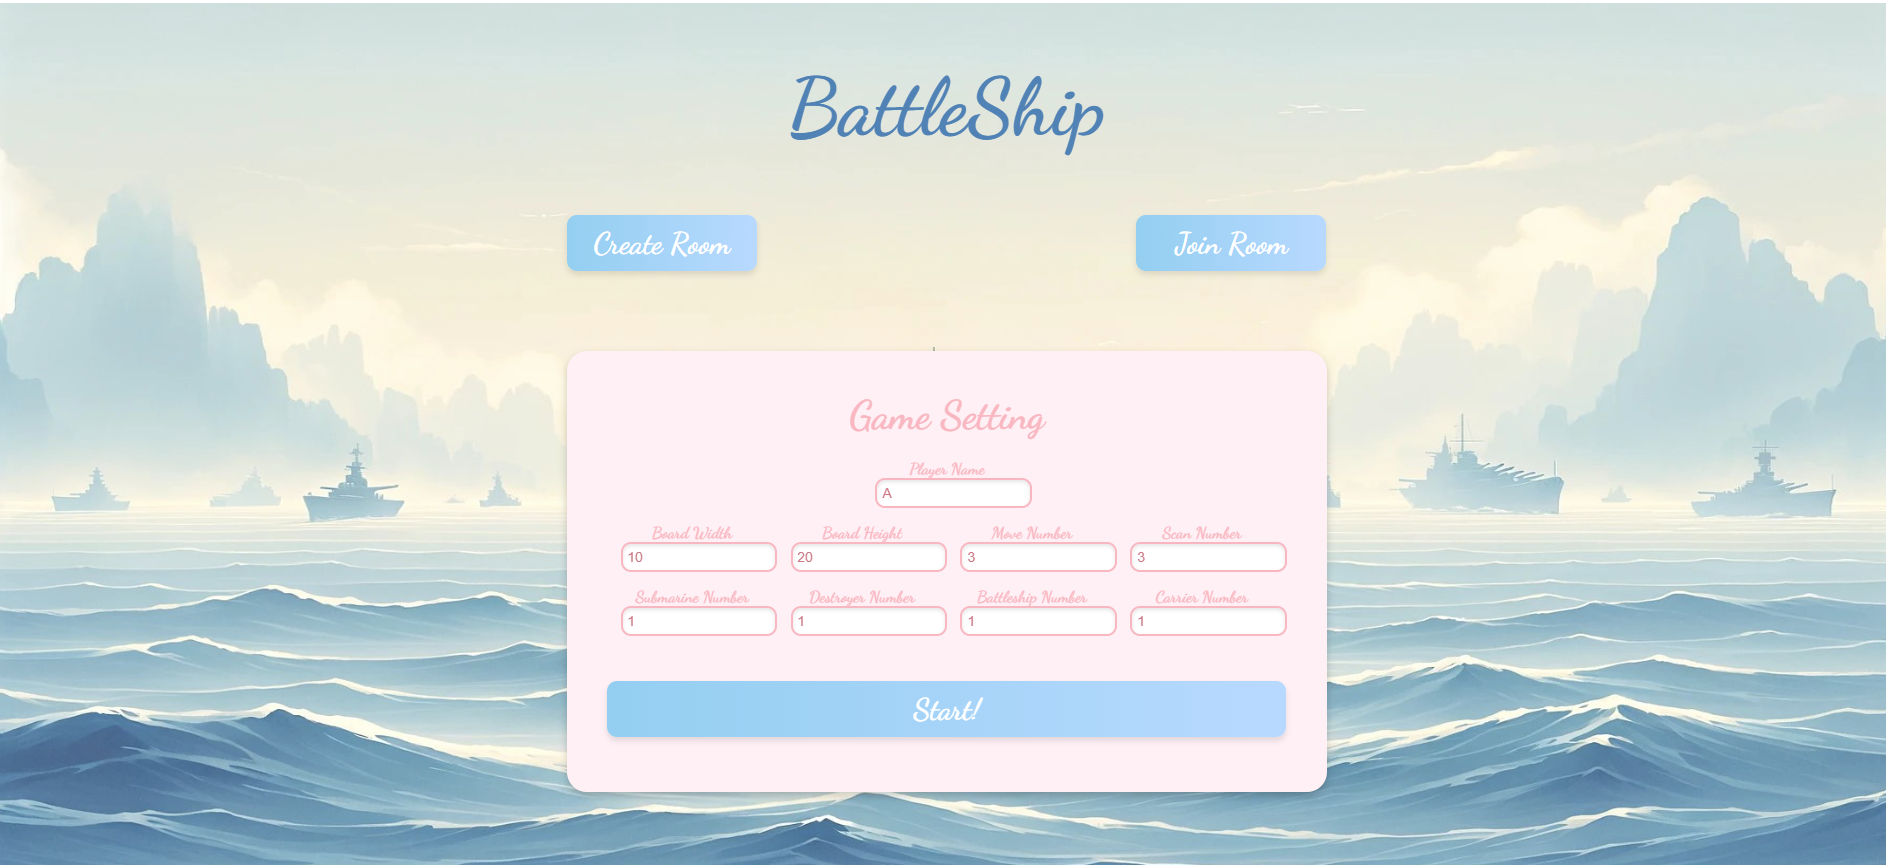 BattleShip
Create Room Join Room
Game Setting
Player Name
A
Board Width Board Height Move Number Scan Number
10 20 3 3
Submarine Number Destroyer Number Battleship Number Carrier Number
1 1 1 1
Start!